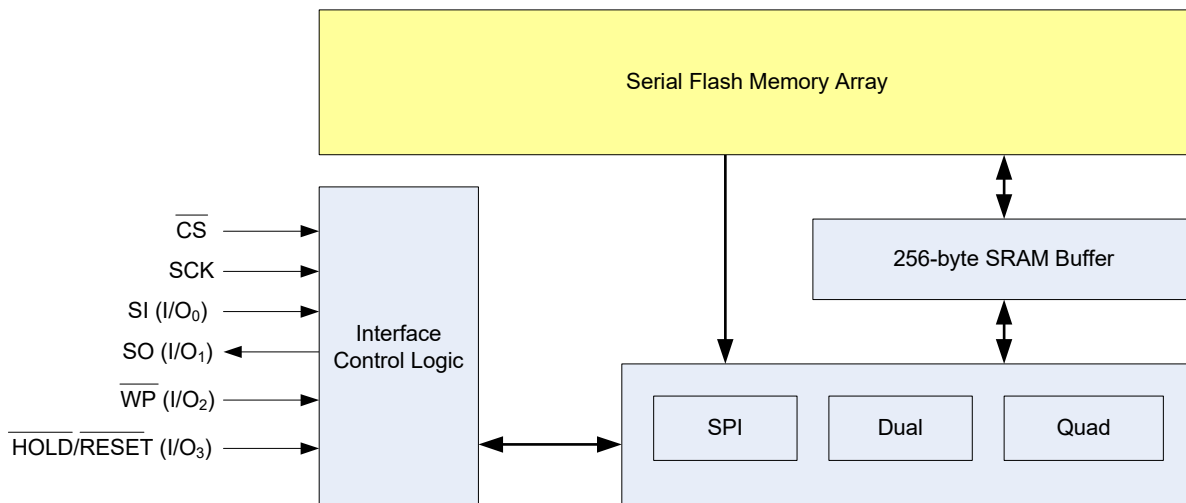 Serial Flash Memory Array
CS
SCK
SI (I/O₀)
SO (I/O₁)
WP (I/O₂)
HOLD/RESET (I/O₃)
Interface
Control Logic
256-byte SRAM Buffer
SPI
Dual
Quad